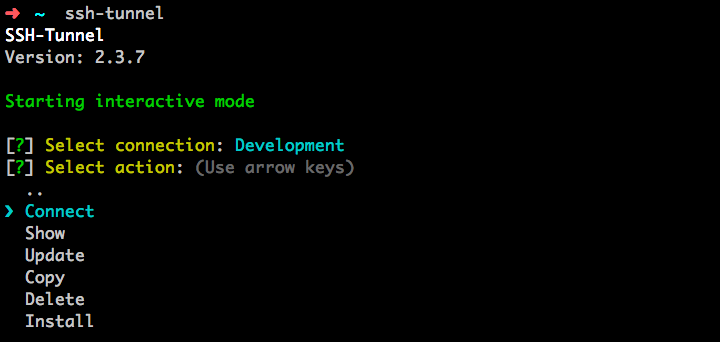 ➜ ~ ssh-tunnel
SSH-Tunnel
Version: 2.3.7
Starting interactive mode
[?] Select connection: Development
[?] Select action: (Use arrow keys)
..
❯ Connect
Show
Update
Copy
Delete
Install